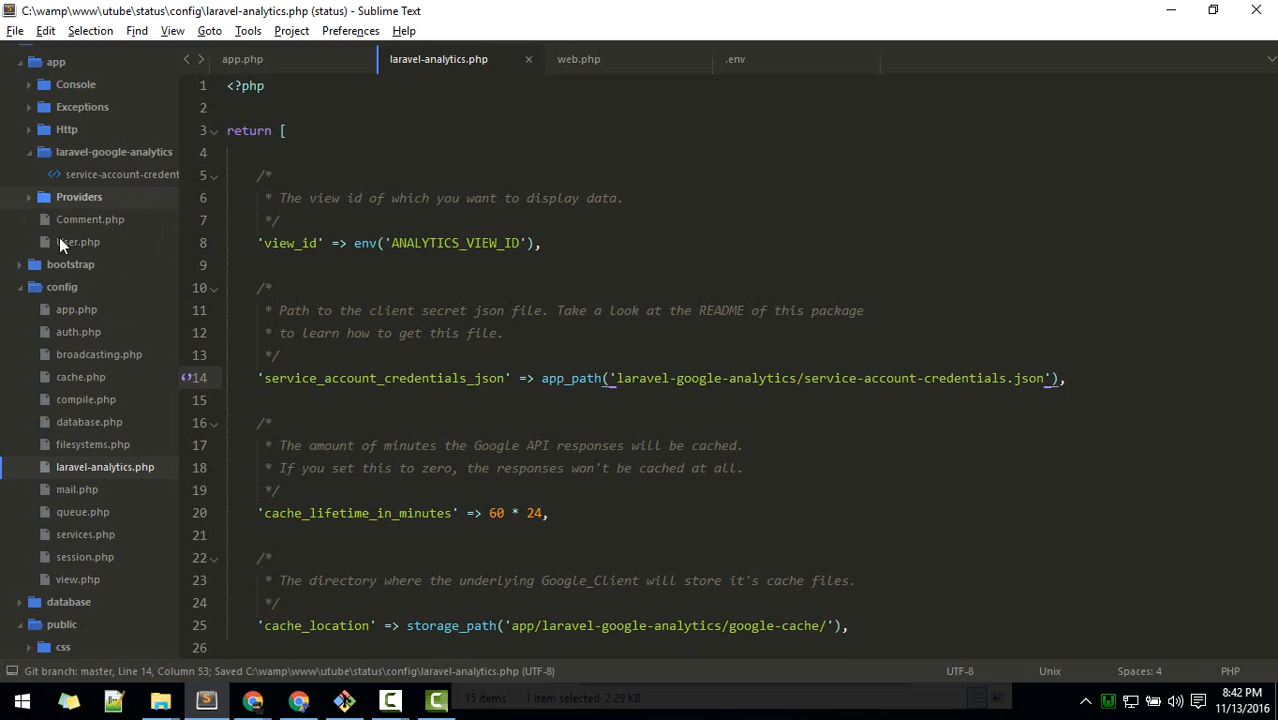 C:\wamp\www\utube\status\config\laravel-analytics.php (status) - Sublime Text
File Edit Selection Find View Goto Tools Project Preferences Help
app
Console
Exceptions
Http
laravel-google-analytics
service-account-credent
Providers
Comment.php
User.php
bootstrap
config
app.php
auth.php
broadcasting.php
cache.php
compile.php
database.php
filesystems.php
laravel-analytics.php
mail.php
queue.php
services.php
session.php
view.php
database
public
css
app.php laravel-analytics.php web.php .env
1 <?php
2
3 return [
4
5 /*
6 * The view id of which you want to display data.
7 */
8 'view_id' => env('ANALYTICS_VIEW_ID'),
9
10 /*
11 * Path to the client secret json file. Take a look at the README of this package
12 * to learn how to get this file.
13 */
14 'service_account_credentials_json' => app_path('laravel-google-analytics/service-account-credentials.json'),
15
16 /*
17 * The amount of minutes the Google API responses will be cached.
18 * If you set this to zero, the responses won't be cached at all.
19 */
20 'cache_lifetime_in_minutes' => 60 * 24,
21
22 /*
23 * The directory where the underlying Google_Client will store it's cache files.
24 */
25 'cache_location' => storage_path('app/laravel-google-analytics/google-cache/'),
26
Git branch: master, Line 14, Column 53; Saved C:\wamp\www\utube\status\config\laravel-analytics.php (UTF-8) UTF-8 Unix Spaces: 4 PHP
15 items 1 item selected 2.29 KB
8:42 PM
11/13/2016